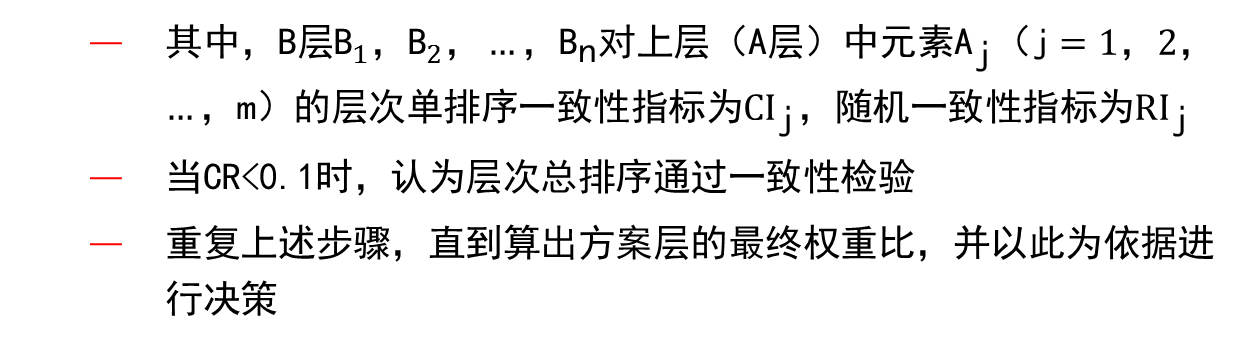 — 其中，B层B₁，B₂，…，Bₙ对上层（A层）中元素Aⱼ（j = 1，2，
…，m）的层次单排序一致性指标为CIⱼ，随机一致性指标为RIⱼ
— 当CR<0.1时，认为层次总排序通过一致性检验
— 重复上述步骤，直到算出方案层的最终权重比，并以此为依据进
行决策